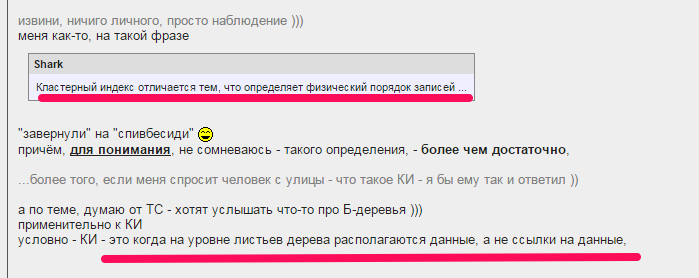 извини, ничиго личного, просто наблюдение )))
меня как-то, на такой фразе
Shark
Кластерный индекс отличается тем, что определяет физический порядок записей ...
"завернули" на "спивбесиди"
причём, для понимания, не сомневаюсь - такого определения, - более чем достаточно,
...более того, если меня спросит человек с улицы - что такое КИ - я бы ему так и ответил ))
а по теме, думаю от ТС - хотят услышать что-то про Б-деревья )))
применительно к КИ
условно - КИ - это когда на уровне листьев дерева располагаются данные, а не ссылки на данные,